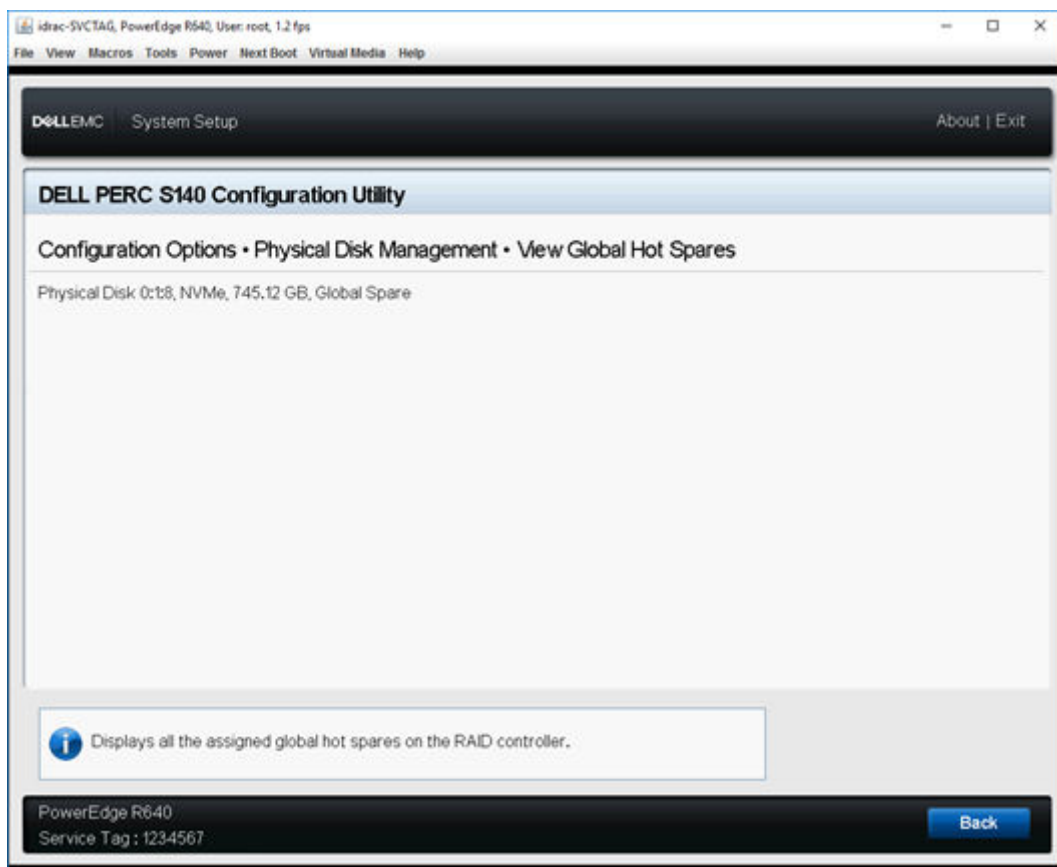 idrac-SVCTAG, PowerEdge R640, User: root, 1.2 fps
File View Macros Tools Power Next Boot Virtual Media Help
DELLEMC System Setup About | Exit
DELL PERC S140 Configuration Utility
Configuration Options • Physical Disk Management • View Global Hot Spares
Physical Disk 0:1:8, NVMe, 745.12 GB, Global Spare
Displays all the assigned global hot spares on the RAID controller.
PowerEdge R640
Service Tag : 1234567
Back